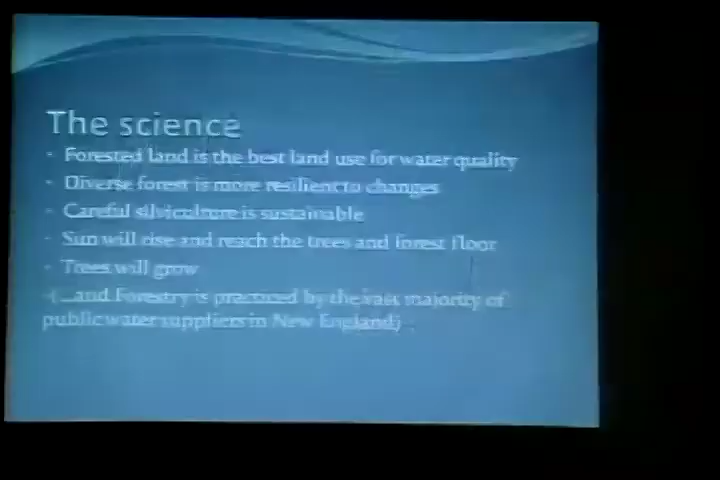 The science
· Forested land is the best land use for water quality
· Diverse forest is more resilient to changes
· Careful silviculture is sustainable
· Sun will rise and reach the trees and forest floor
· Trees will grow
·(...and Forestry is practiced by the vast majority of
public water suppliers in New England)